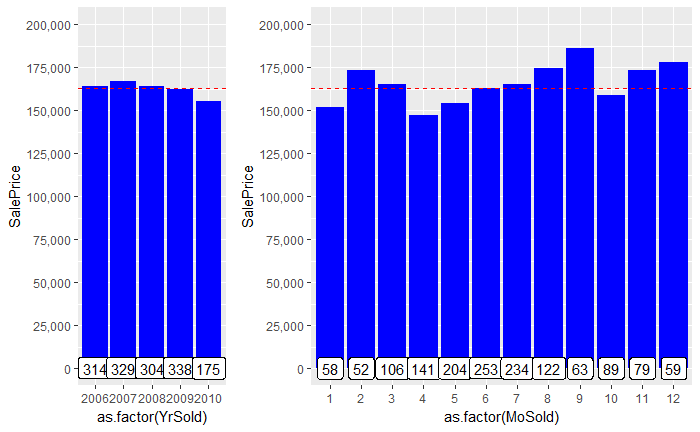 200,000
175,000
150,000
125,000
100,000
75,000
50,000
25,000
0
SalePrice
314 329 304 338 175
2006 2007 2008 2009 2010
as.factor(YrSold)
200,000
175,000
150,000
125,000
100,000
75,000
50,000
25,000
0
SalePrice
58 52 106 141 204 253 234 122 63 89 79 59
1 2 3 4 5 6 7 8 9 10 11 12
as.factor(MoSold)